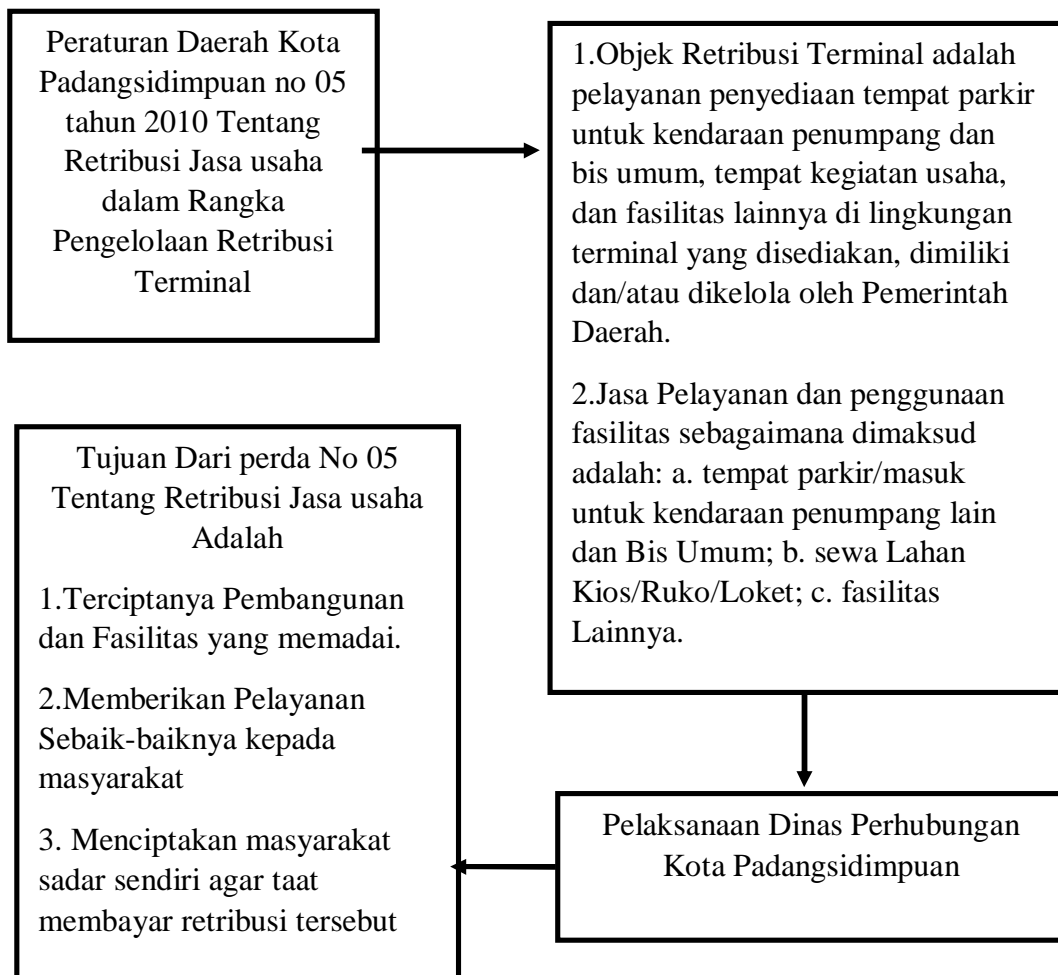 Peraturan Daerah Kota
Padangsidimpuan no 05
tahun 2010 Tentang
Retribusi Jasa usaha
dalam Rangka
Pengelolaan Retribusi
Terminal
1.Objek Retribusi Terminal adalah
pelayanan penyediaan tempat parkir
untuk kendaraan penumpang dan
bis umum, tempat kegiatan usaha,
dan fasilitas lainnya di lingkungan
terminal yang disediakan, dimiliki
dan/atau dikelola oleh Pemerintah
Daerah.
2.Jasa Pelayanan dan penggunaan
fasilitas sebagaimana dimaksud
adalah: a. tempat parkir/masuk
untuk kendaraan penumpang lain
dan Bis Umum; b. sewa Lahan
Kios/Ruko/Loket; c. fasilitas
Lainnya.
Pelaksanaan Dinas Perhubungan
Kota Padangsidimpuan
Tujuan Dari perda No 05
Tentang Retribusi Jasa usaha
Adalah
1.Terciptanya Pembangunan
dan Fasilitas yang memadai.
2.Memberikan Pelayanan
Sebaik-baiknya kepada
masyarakat
3. Menciptakan masyarakat
sadar sendiri agar taat
membayar retribusi tersebut